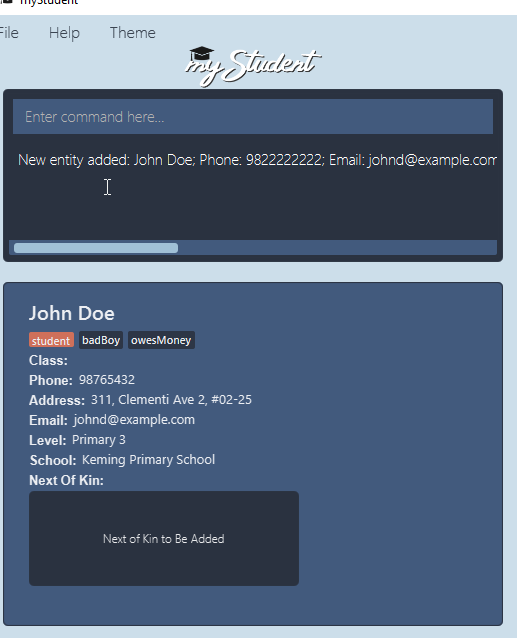 myStudent
File Help Theme
myStudent
Enter command here...
New entity added: John Doe; Phone: 9822222222; Email: johnd@example.com
John Doe
student badBoy owesMoney
Class:
Phone: 98765432
Address: 311, Clementi Ave 2, #02-25
Email: johnd@example.com
Level: Primary 3
School: Keming Primary School
Next Of Kin:
Next of Kin to Be Added